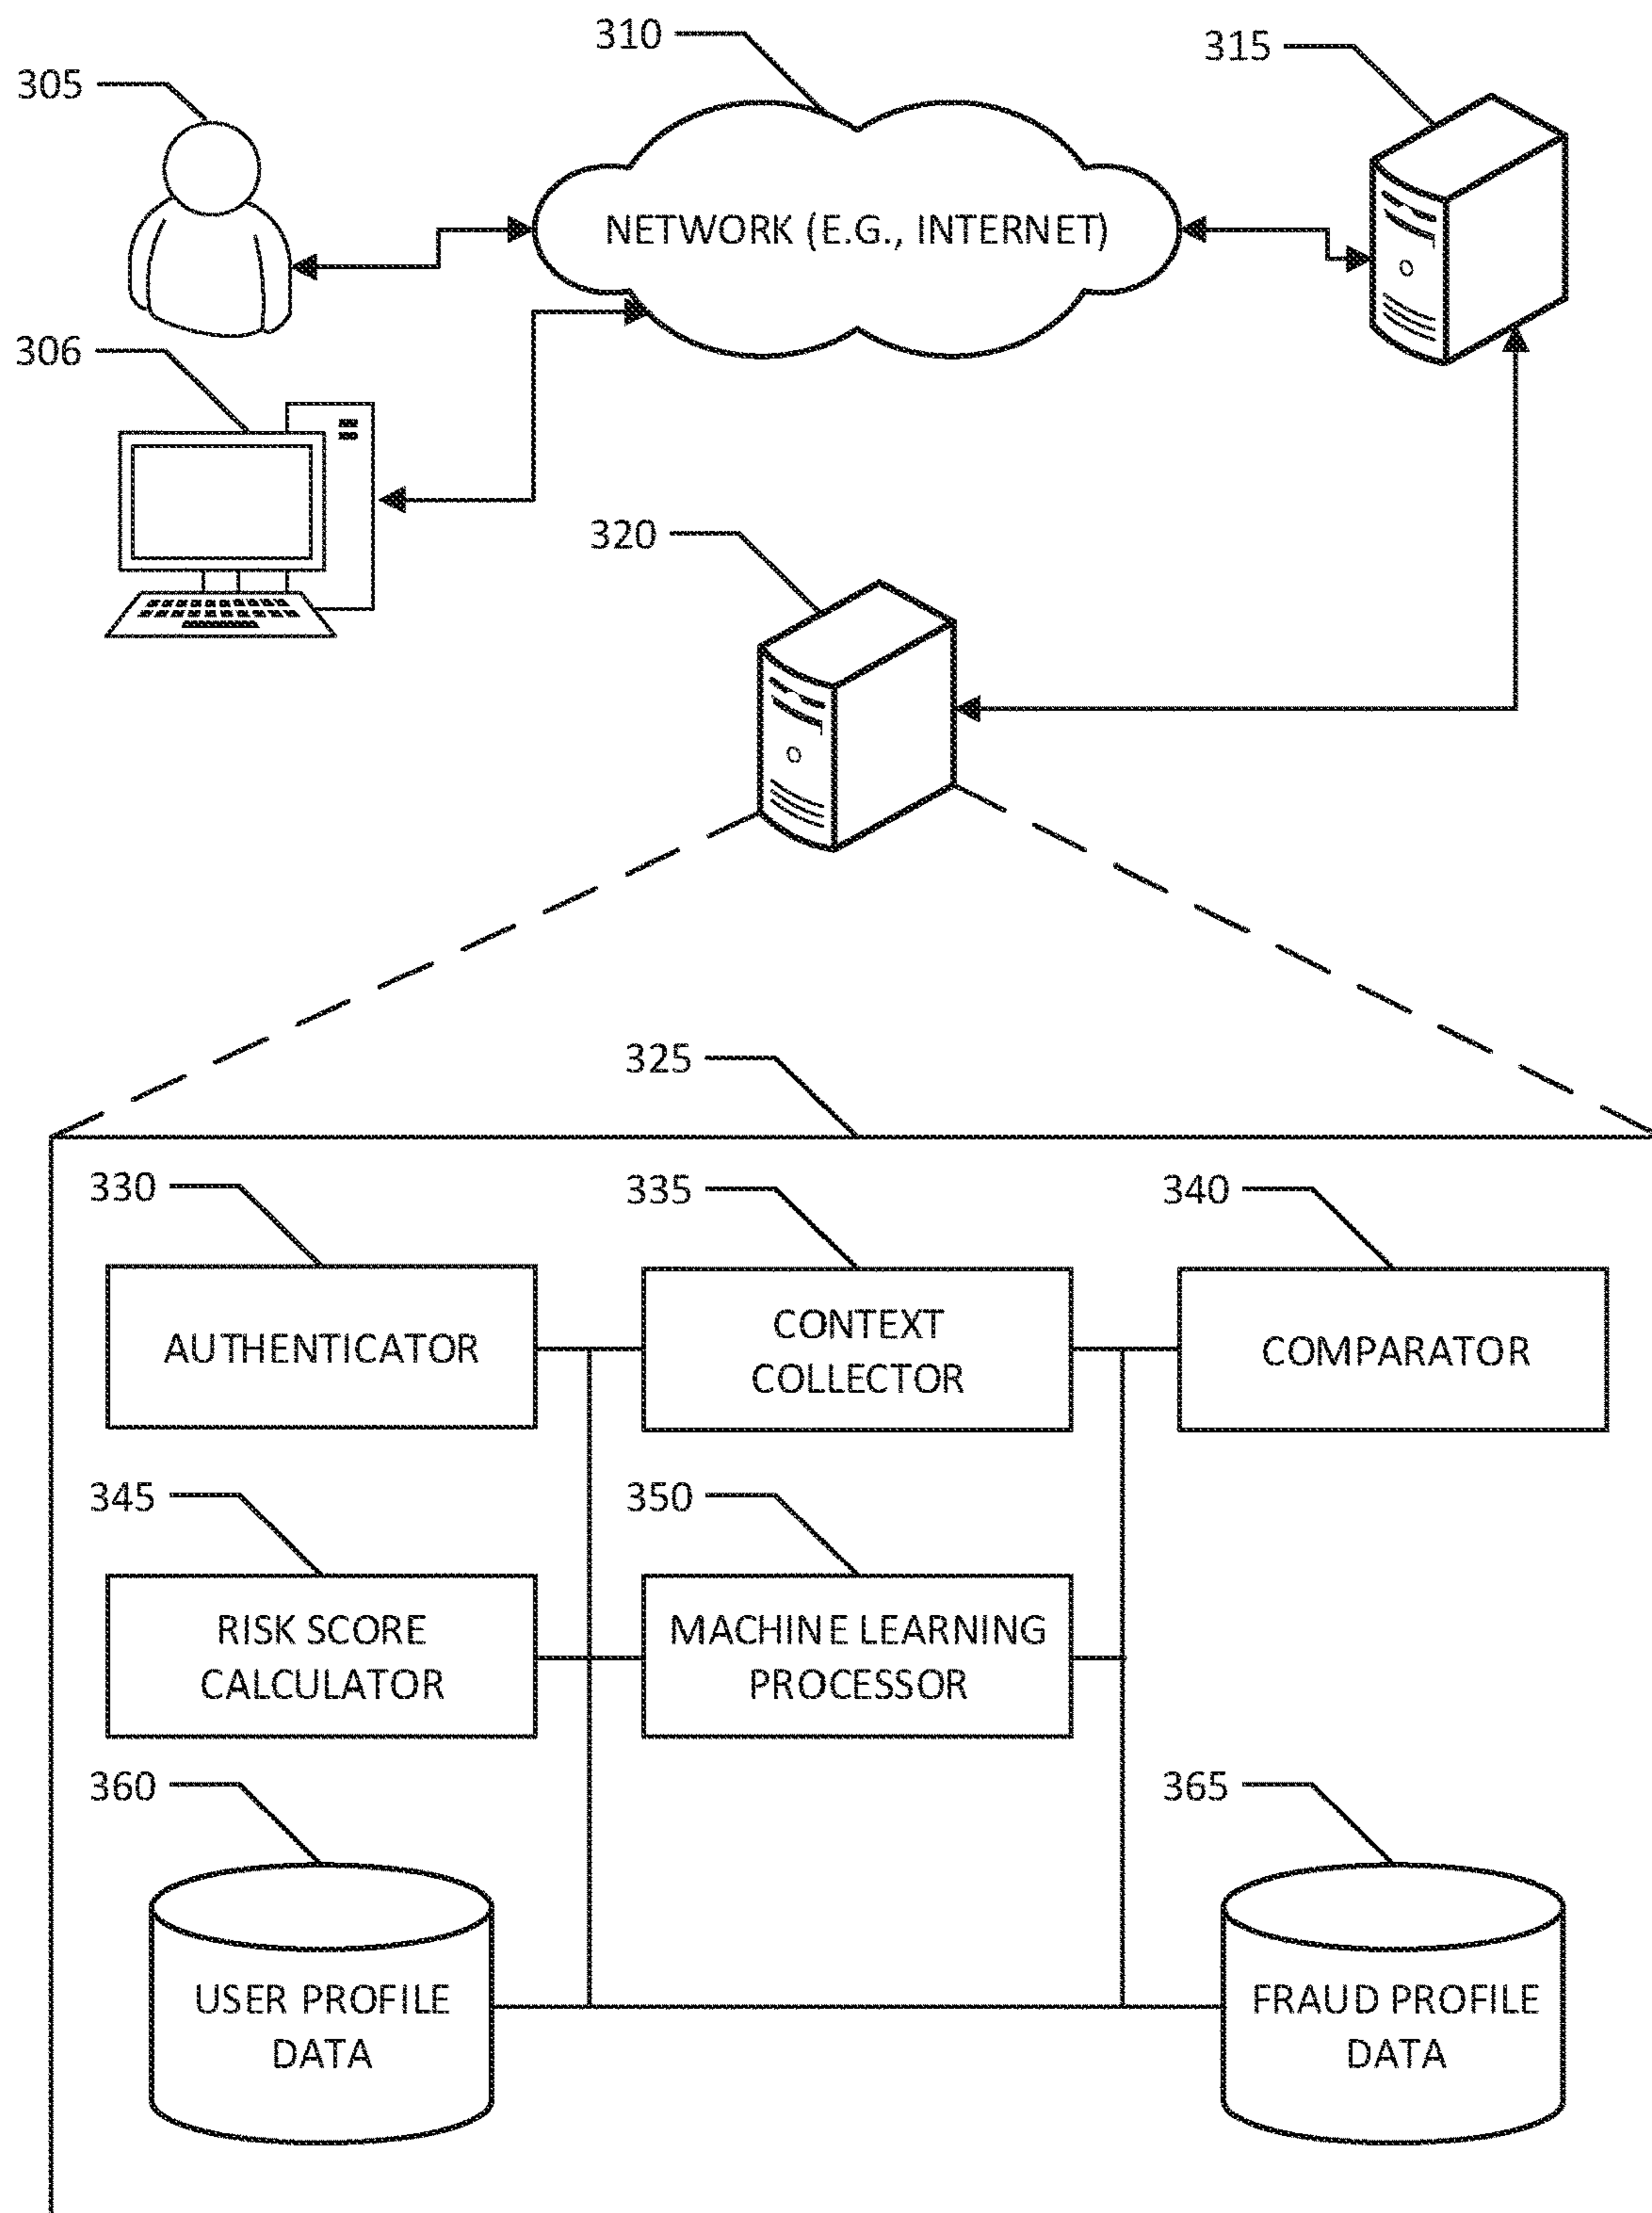 310
315
305
NETWORK (E.G., INTERNET)
306
320
325
330
335
340
AUTHENTICATOR
CONTEXT
COLLECTOR
COMPARATOR
345
350
RISK SCORE
CALCULATOR
MACHINE LEARNING
PROCESSOR
360
365
USER PROFILE
DATA
FRAUD PROFILE
DATA